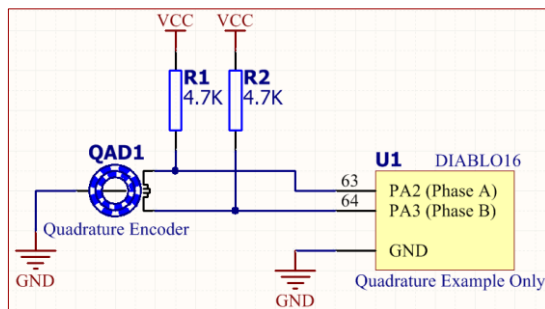 VCC
VCC
R1
4.7K
R2
4.7K
QAD1
Quadrature Encoder
GND
U1
DIABLO16
63
PA2 (Phase A)
64
PA3 (Phase B)
GND
GND
Quadrature Example Only